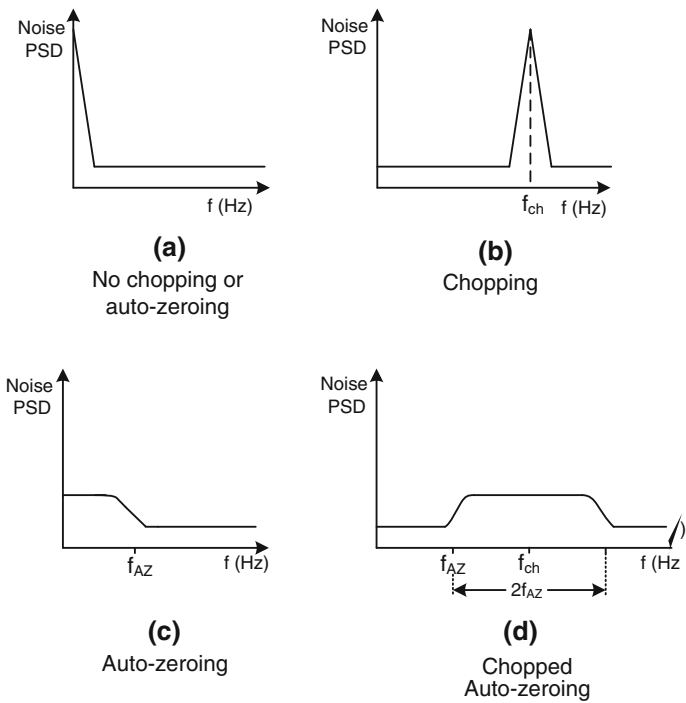 Noise
PSD
f (Hz)
(a)
No chopping or
auto-zeroing
Noise
PSD
fch
f (Hz)
(b)
Chopping
Noise
PSD
fAZ
f (Hz)
(c)
Auto-zeroing
Noise
PSD
fAZ
fch
f (Hz)
2fAZ
(d)
Chopped
Auto-zeroing